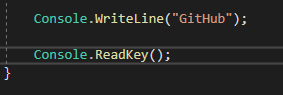 Console.WriteLine("GitHub");
Console.ReadKey();
}